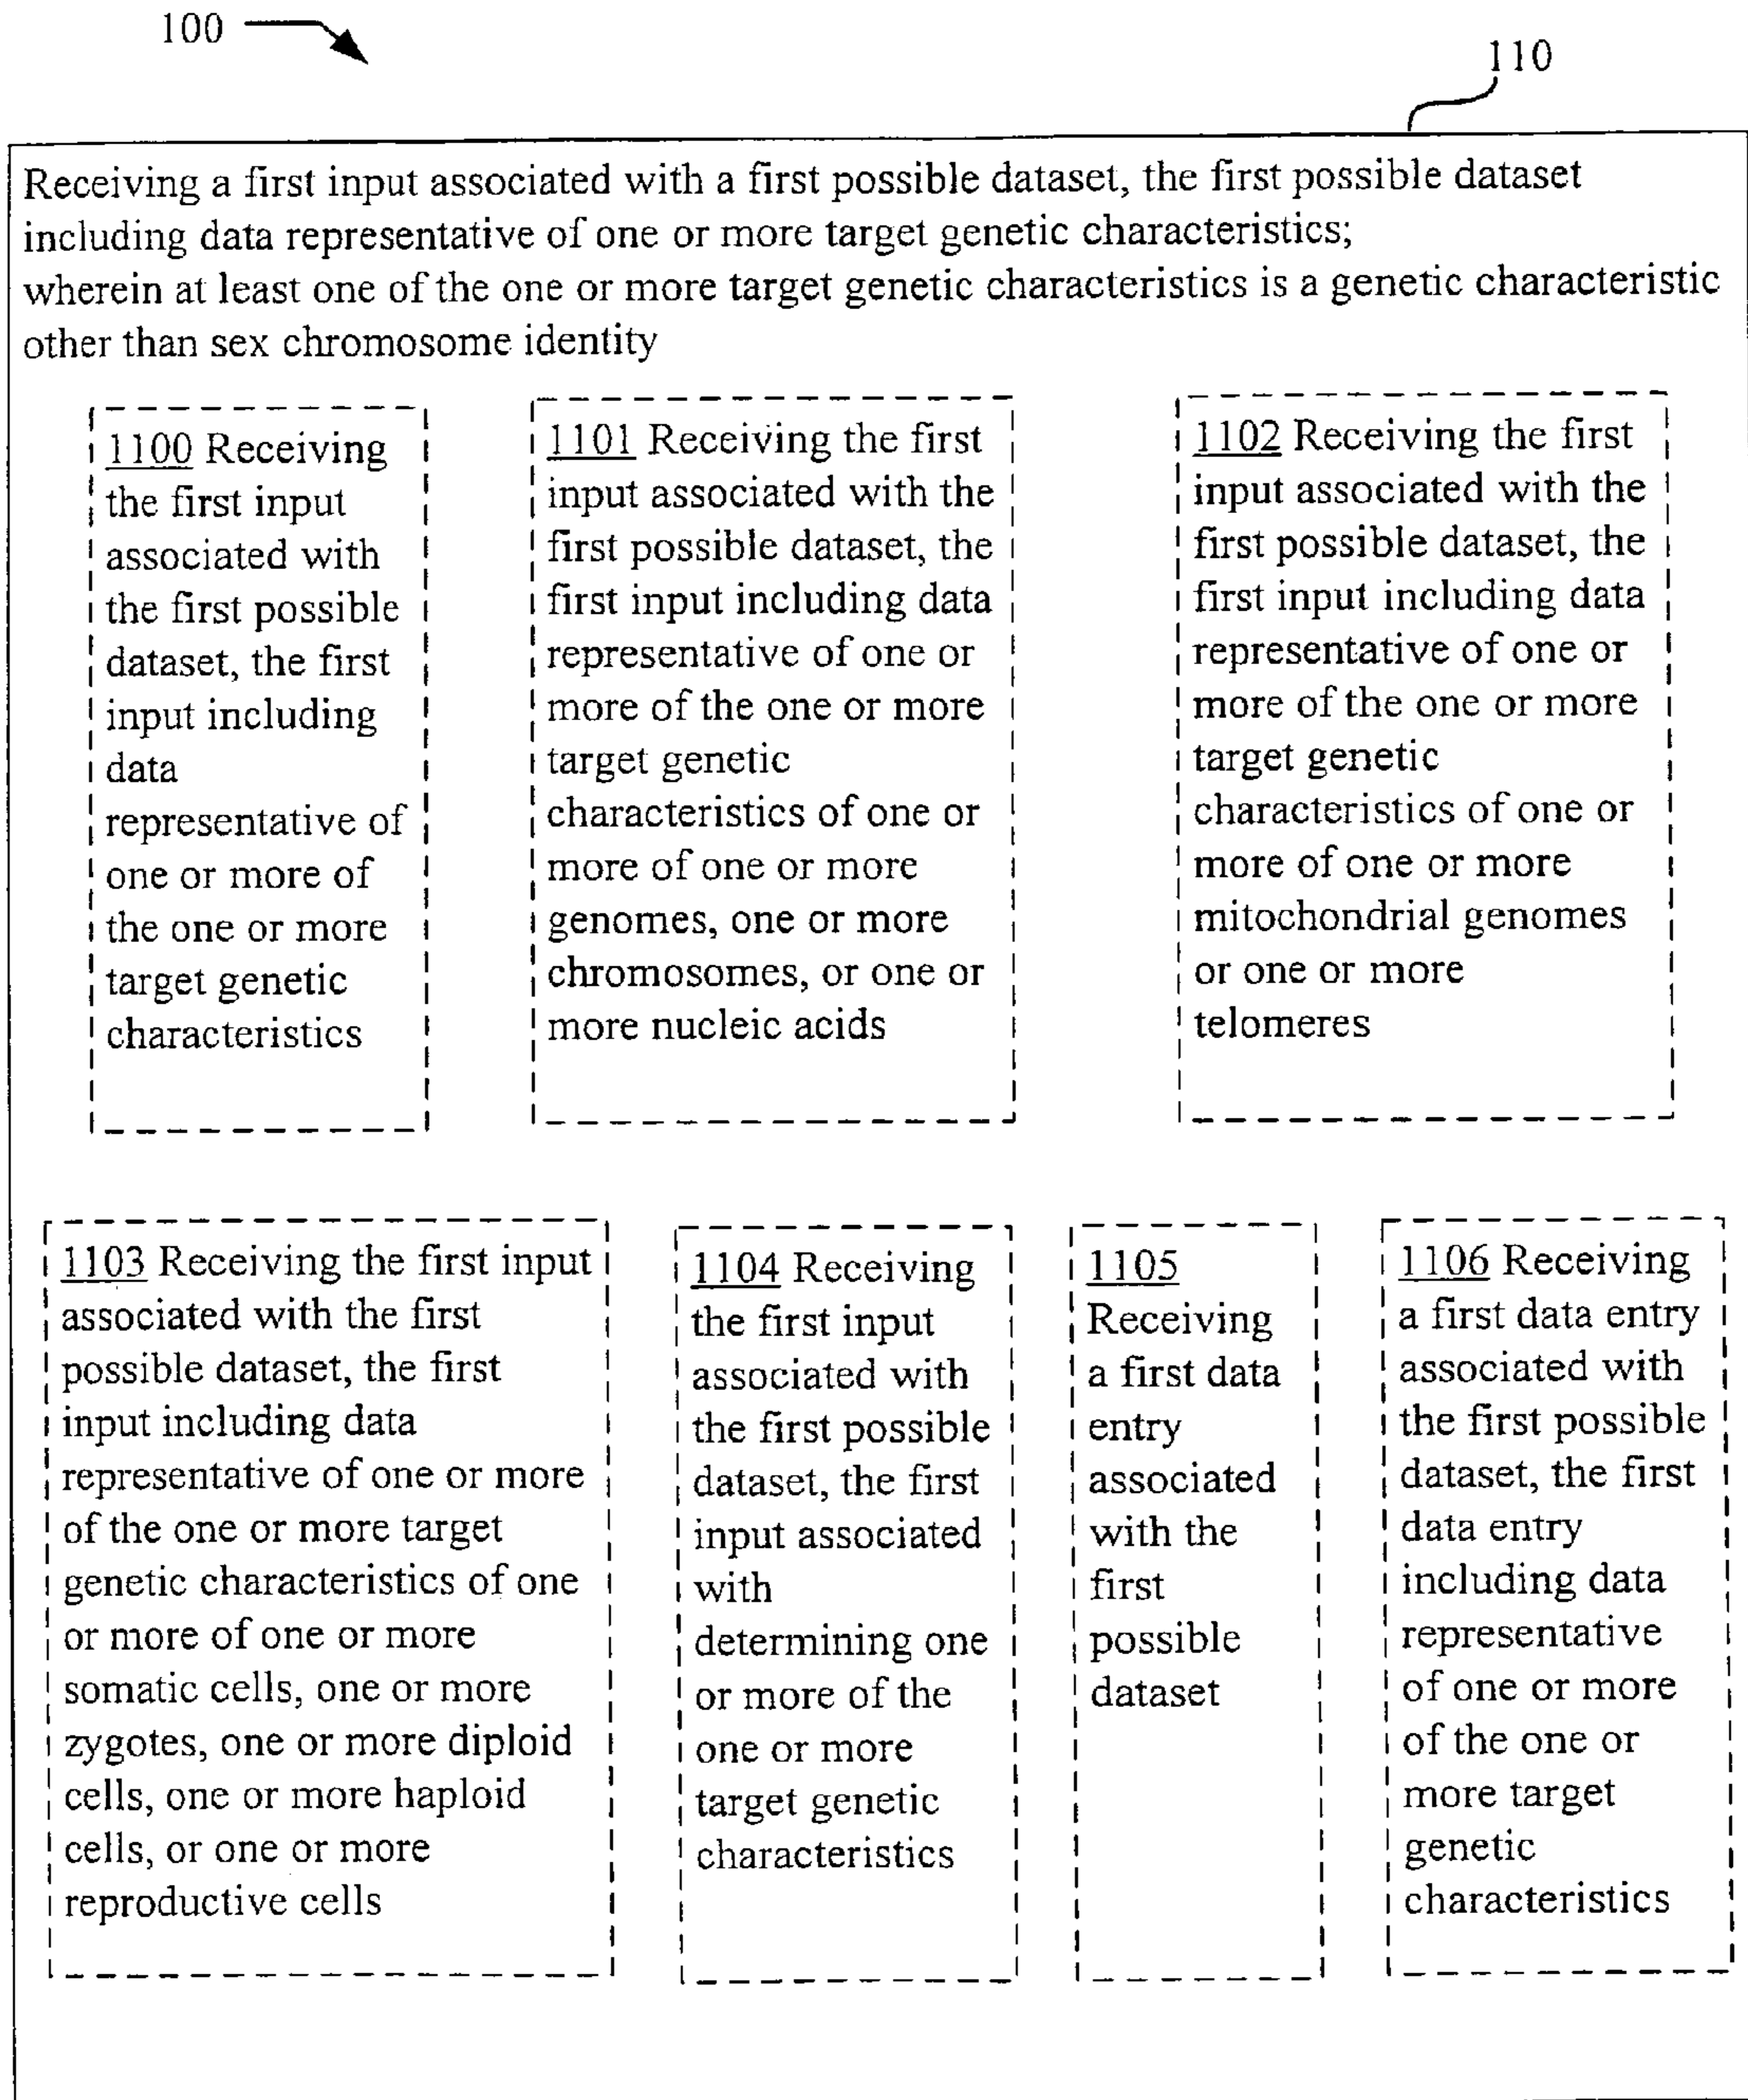 100
110
Receiving a first input associated with a first possible dataset, the first possible dataset
including data representative of one or more target genetic characteristics;
wherein at least one of the one or more target genetic characteristics is a genetic characteristic
other than sex chromosome identity
1100 Receiving
the first input
associated with
the first possible
dataset, the first
input including
data
representative of
one or more of
the one or more
target genetic
characteristics
1101 Receiving the first
input associated with the
first possible dataset, the
first input including data
representative of one or
more of the one or more
target genetic
characteristics of one or
more of one or more
genomes, one or more
chromosomes, or one or
more nucleic acids
1102 Receiving the first
input associated with the
first possible dataset, the
first input including data
representative of one or
more of the one or more
target genetic
characteristics of one or
more of one or more
mitochondrial genomes
or one or more
telomeres
1103 Receiving the first input
associated with the first
possible dataset, the first
input including data
representative of one or more
of the one or more target
genetic characteristics of one
or more of one or more
somatic cells, one or more
zygotes, one or more diploid
cells, one or more haploid
cells, or one or more
reproductive cells
1104 Receiving
the first input
associated with
the first possible
dataset, the first
input associated
with
determining one
or more of the
one or more
target genetic
characteristics
1105
Receiving
a first data
entry
associated
with the
first
possible
dataset
1106 Receiving
a first data entry
associated with
the first possible
dataset, the first
data entry
including data
representative
of one or more
of the one or
more target
genetic
characteristics